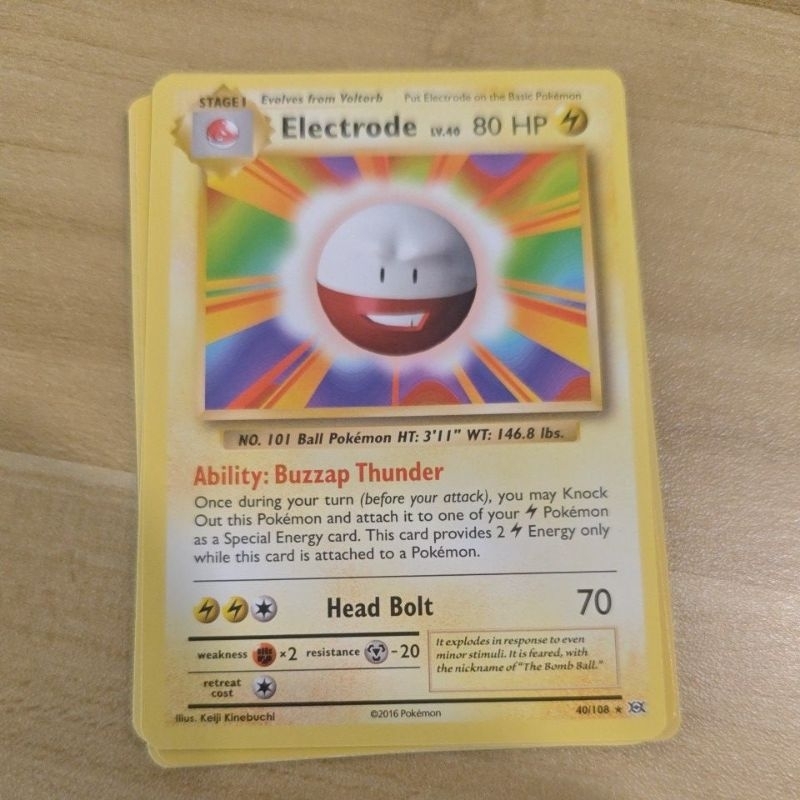 STAGE 1 Evolves from Voltorb Put Electrode on the Basic Pokémon
Electrode LV.40 80 HP
NO. 101 Ball Pokémon HT: 3'11" WT: 146.8 lbs.
Ability: Buzzap Thunder
Once during your turn (before your attack), you may Knock
Out this Pokémon and attach it to one of your Pokémon
as a Special Energy card. This card provides 2 Energy only
while this card is attached to a Pokémon.
Head Bolt 70
weakness ×2 resistance -20
It explodes in response to even
minor stimuli. It is feared, with
the nickname of "The Bomb Ball."
retreat
cost
Illus. Keiji Kinebuchi
©2016 Pokémon
40/108 ★